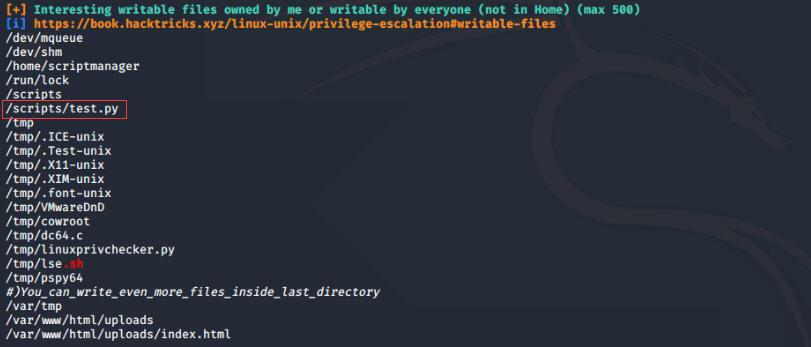 [+] Interesting writable files owned by me or writable by everyone (not in Home) (max 500)
[i] https://book.hacktricks.xyz/linux-unix/privilege-escalation#writable-files
/dev/mqueue
/dev/shm
/home/scriptmanager
/run/lock
/scripts
/scripts/test.py
/tmp
/tmp/.ICE-unix
/tmp/.Test-unix
/tmp/.X11-unix
/tmp/.XIM-unix
/tmp/.font-unix
/tmp/VMwareDnD
/tmp/cowroot
/tmp/dc64.c
/tmp/linuxprivchecker.py
/tmp/lse.sh
/tmp/pspy64
#)You_can_write_even_more_files_inside_last_directory
/var/tmp
/var/www/html/uploads
/var/www/html/uploads/index.html